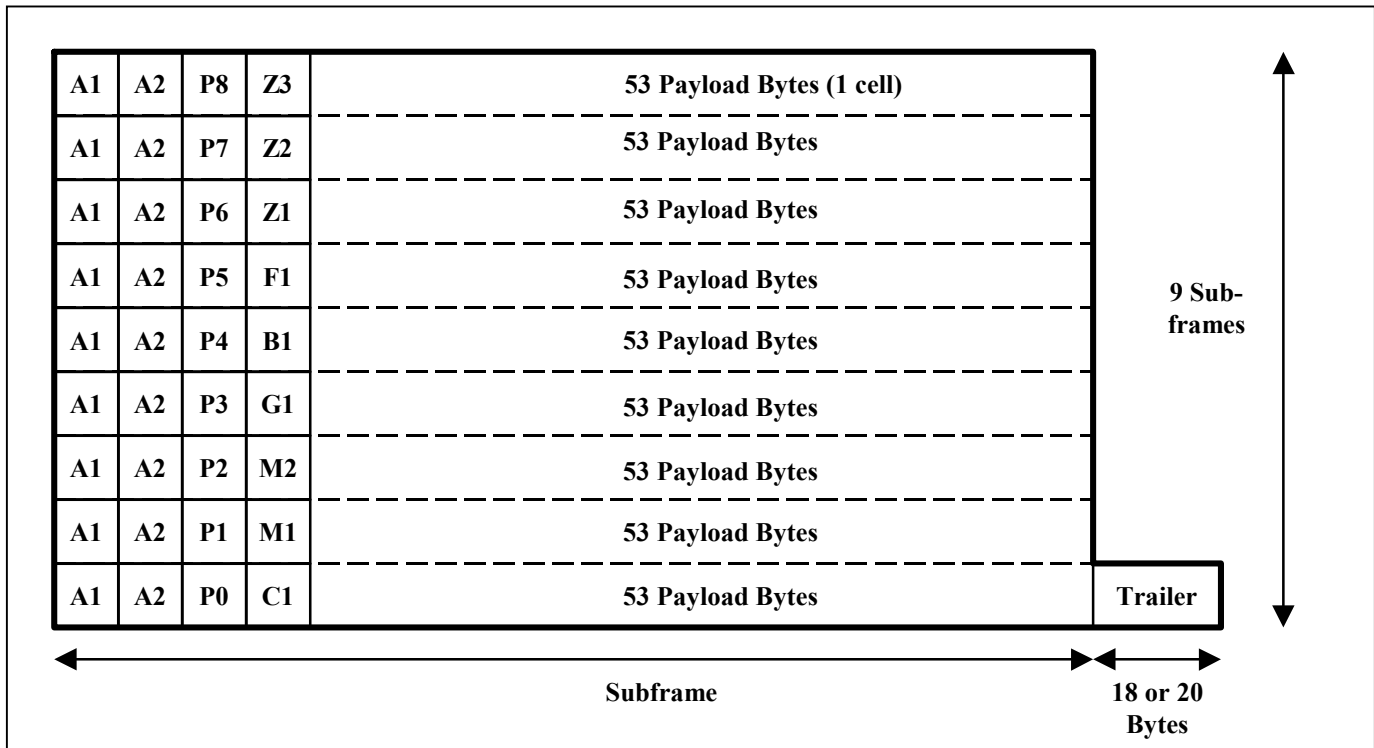 A1 A2 P8 Z3 53 Payload Bytes (1 cell)
A1 A2 P7 Z2 53 Payload Bytes
A1 A2 P6 Z1 53 Payload Bytes
A1 A2 P5 F1 53 Payload Bytes
A1 A2 P4 B1 53 Payload Bytes
A1 A2 P3 G1 53 Payload Bytes
A1 A2 P2 M2 53 Payload Bytes
A1 A2 P1 M1 53 Payload Bytes
A1 A2 P0 C1 53 Payload Bytes Trailer
9 Sub-
frames
Subframe
18 or 20
Bytes